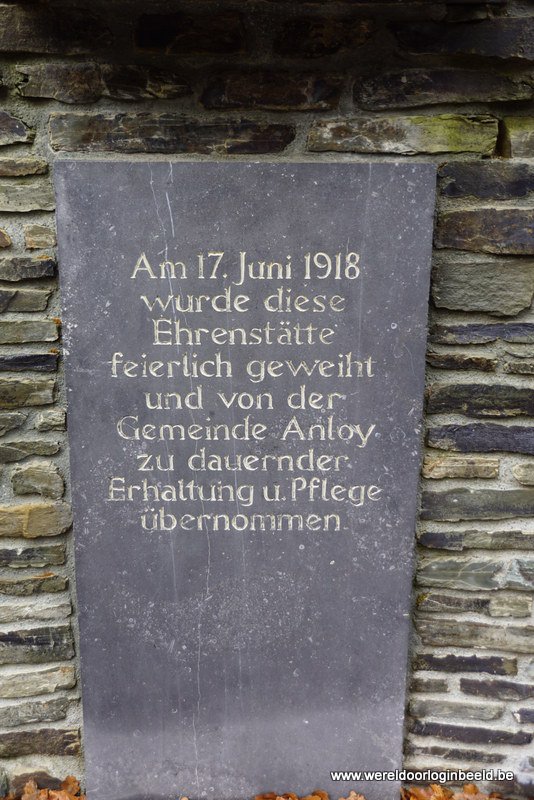 Am 17. Juni 1918
wurde diese
Ehrenstätte
feierlich geweiht
und von der
Gemeinde Anloy
zu dauernder
Erhaltung u. Pflege
übernommen.
www.wereldoorloginbeeld.be